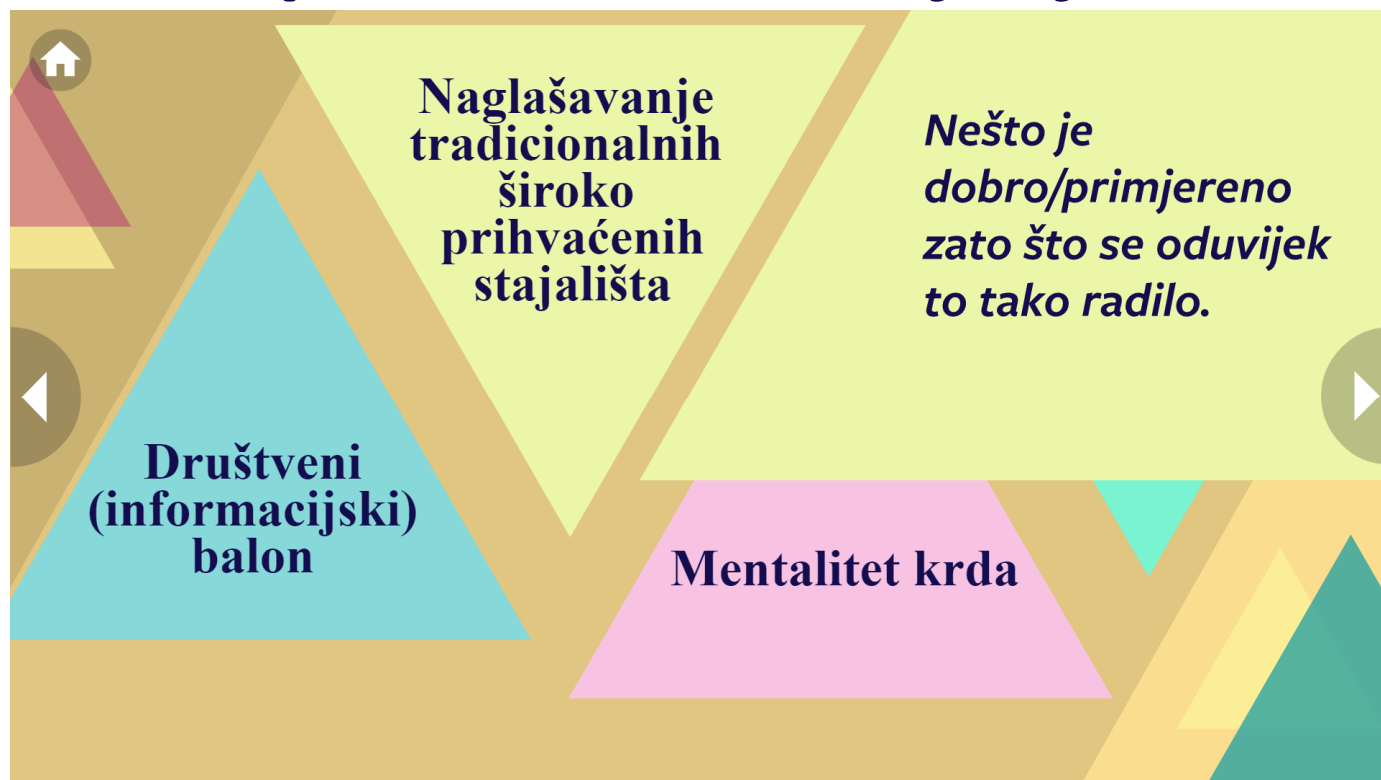 Naglašavanje
tradicionalnih
široko
prihvaćenih
stajališta
Nešto je
dobro/primjereno
zato što se oduvijek
to tako radilo.
Društveni
(informacijski)
balon
Mentalitet krda